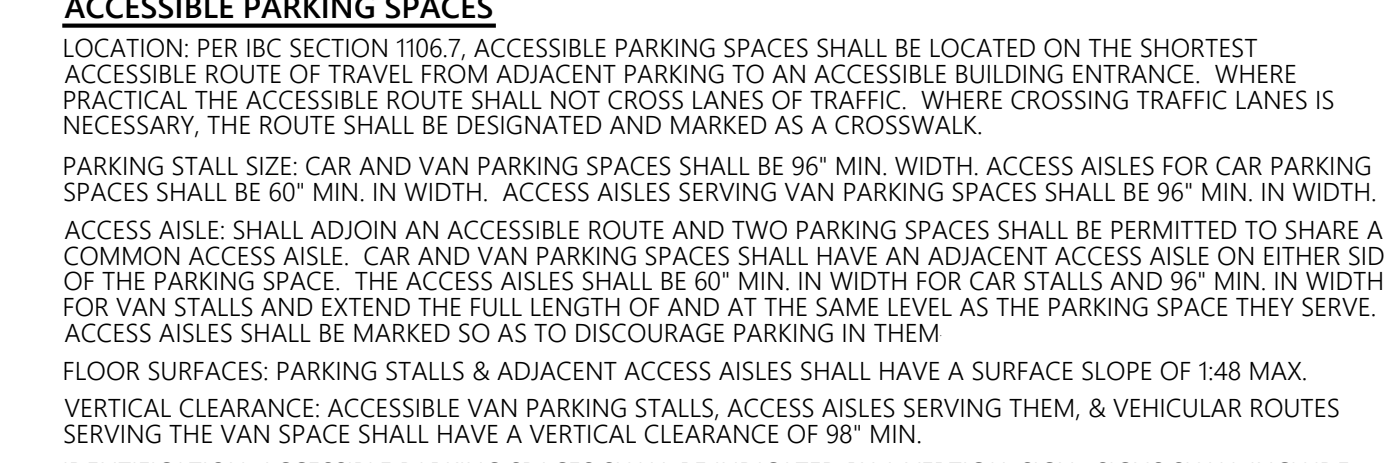 ACCESSIBLE PARKING SPACES
LOCATION: PER IBC SECTION 1106.7, ACCESSIBLE PARKING SPACES SHALL BE LOCATED ON THE SHORTEST
ACCESSIBLE ROUTE OF TRAVEL FROM ADJACENT PARKING TO AN ACCESSIBLE BUILDING ENTRANCE. WHERE
PRACTICAL THE ACCESSIBLE ROUTE SHALL NOT CROSS LANES OF TRAFFIC. WHERE CROSSING TRAFFIC LANES IS
NECESSARY, THE ROUTE SHALL BE DESIGNATED AND MARKED AS A CROSSWALK.
PARKING STALL SIZE: CAR AND VAN PARKING SPACES SHALL BE 96" MIN. WIDTH. ACCESS AISLES FOR CAR PARKING
SPACES SHALL BE 60" MIN. IN WIDTH. ACCESS AISLES SERVING VAN PARKING SPACES SHALL BE 96" MIN. IN WIDTH.
ACCESS AISLE: SHALL ADJOIN AN ACCESSIBLE ROUTE AND TWO PARKING SPACES SHALL BE PERMITTED TO SHARE A
COMMON ACCESS AISLE. CAR AND VAN PARKING SPACES SHALL HAVE AN ADJACENT ACCESS AISLE ON EITHER SID
OF THE PARKING SPACE. THE ACCESS AISLES SHALL BE 60" MIN. IN WIDTH FOR CAR STALLS AND 96" MIN. IN WIDTH
FOR VAN STALLS AND EXTEND THE FULL LENGTH OF AND AT THE SAME LEVEL AS THE PARKING SPACE THEY SERVE.
ACCESS AISLES SHALL BE MARKED SO AS TO DISCOURAGE PARKING IN THEM
FLOOR SURFACES: PARKING STALLS & ADJACENT ACCESS AISLES SHALL HAVE A SURFACE SLOPE OF 1:48 MAX.
VERTICAL CLEARANCE: ACCESSIBLE VAN PARKING STALLS, ACCESS AISLES SERVING THEM, & VEHICULAR ROUTES
SERVING THE VAN SPACE SHALL HAVE A VERTICAL CLEARANCE OF 98" MIN.